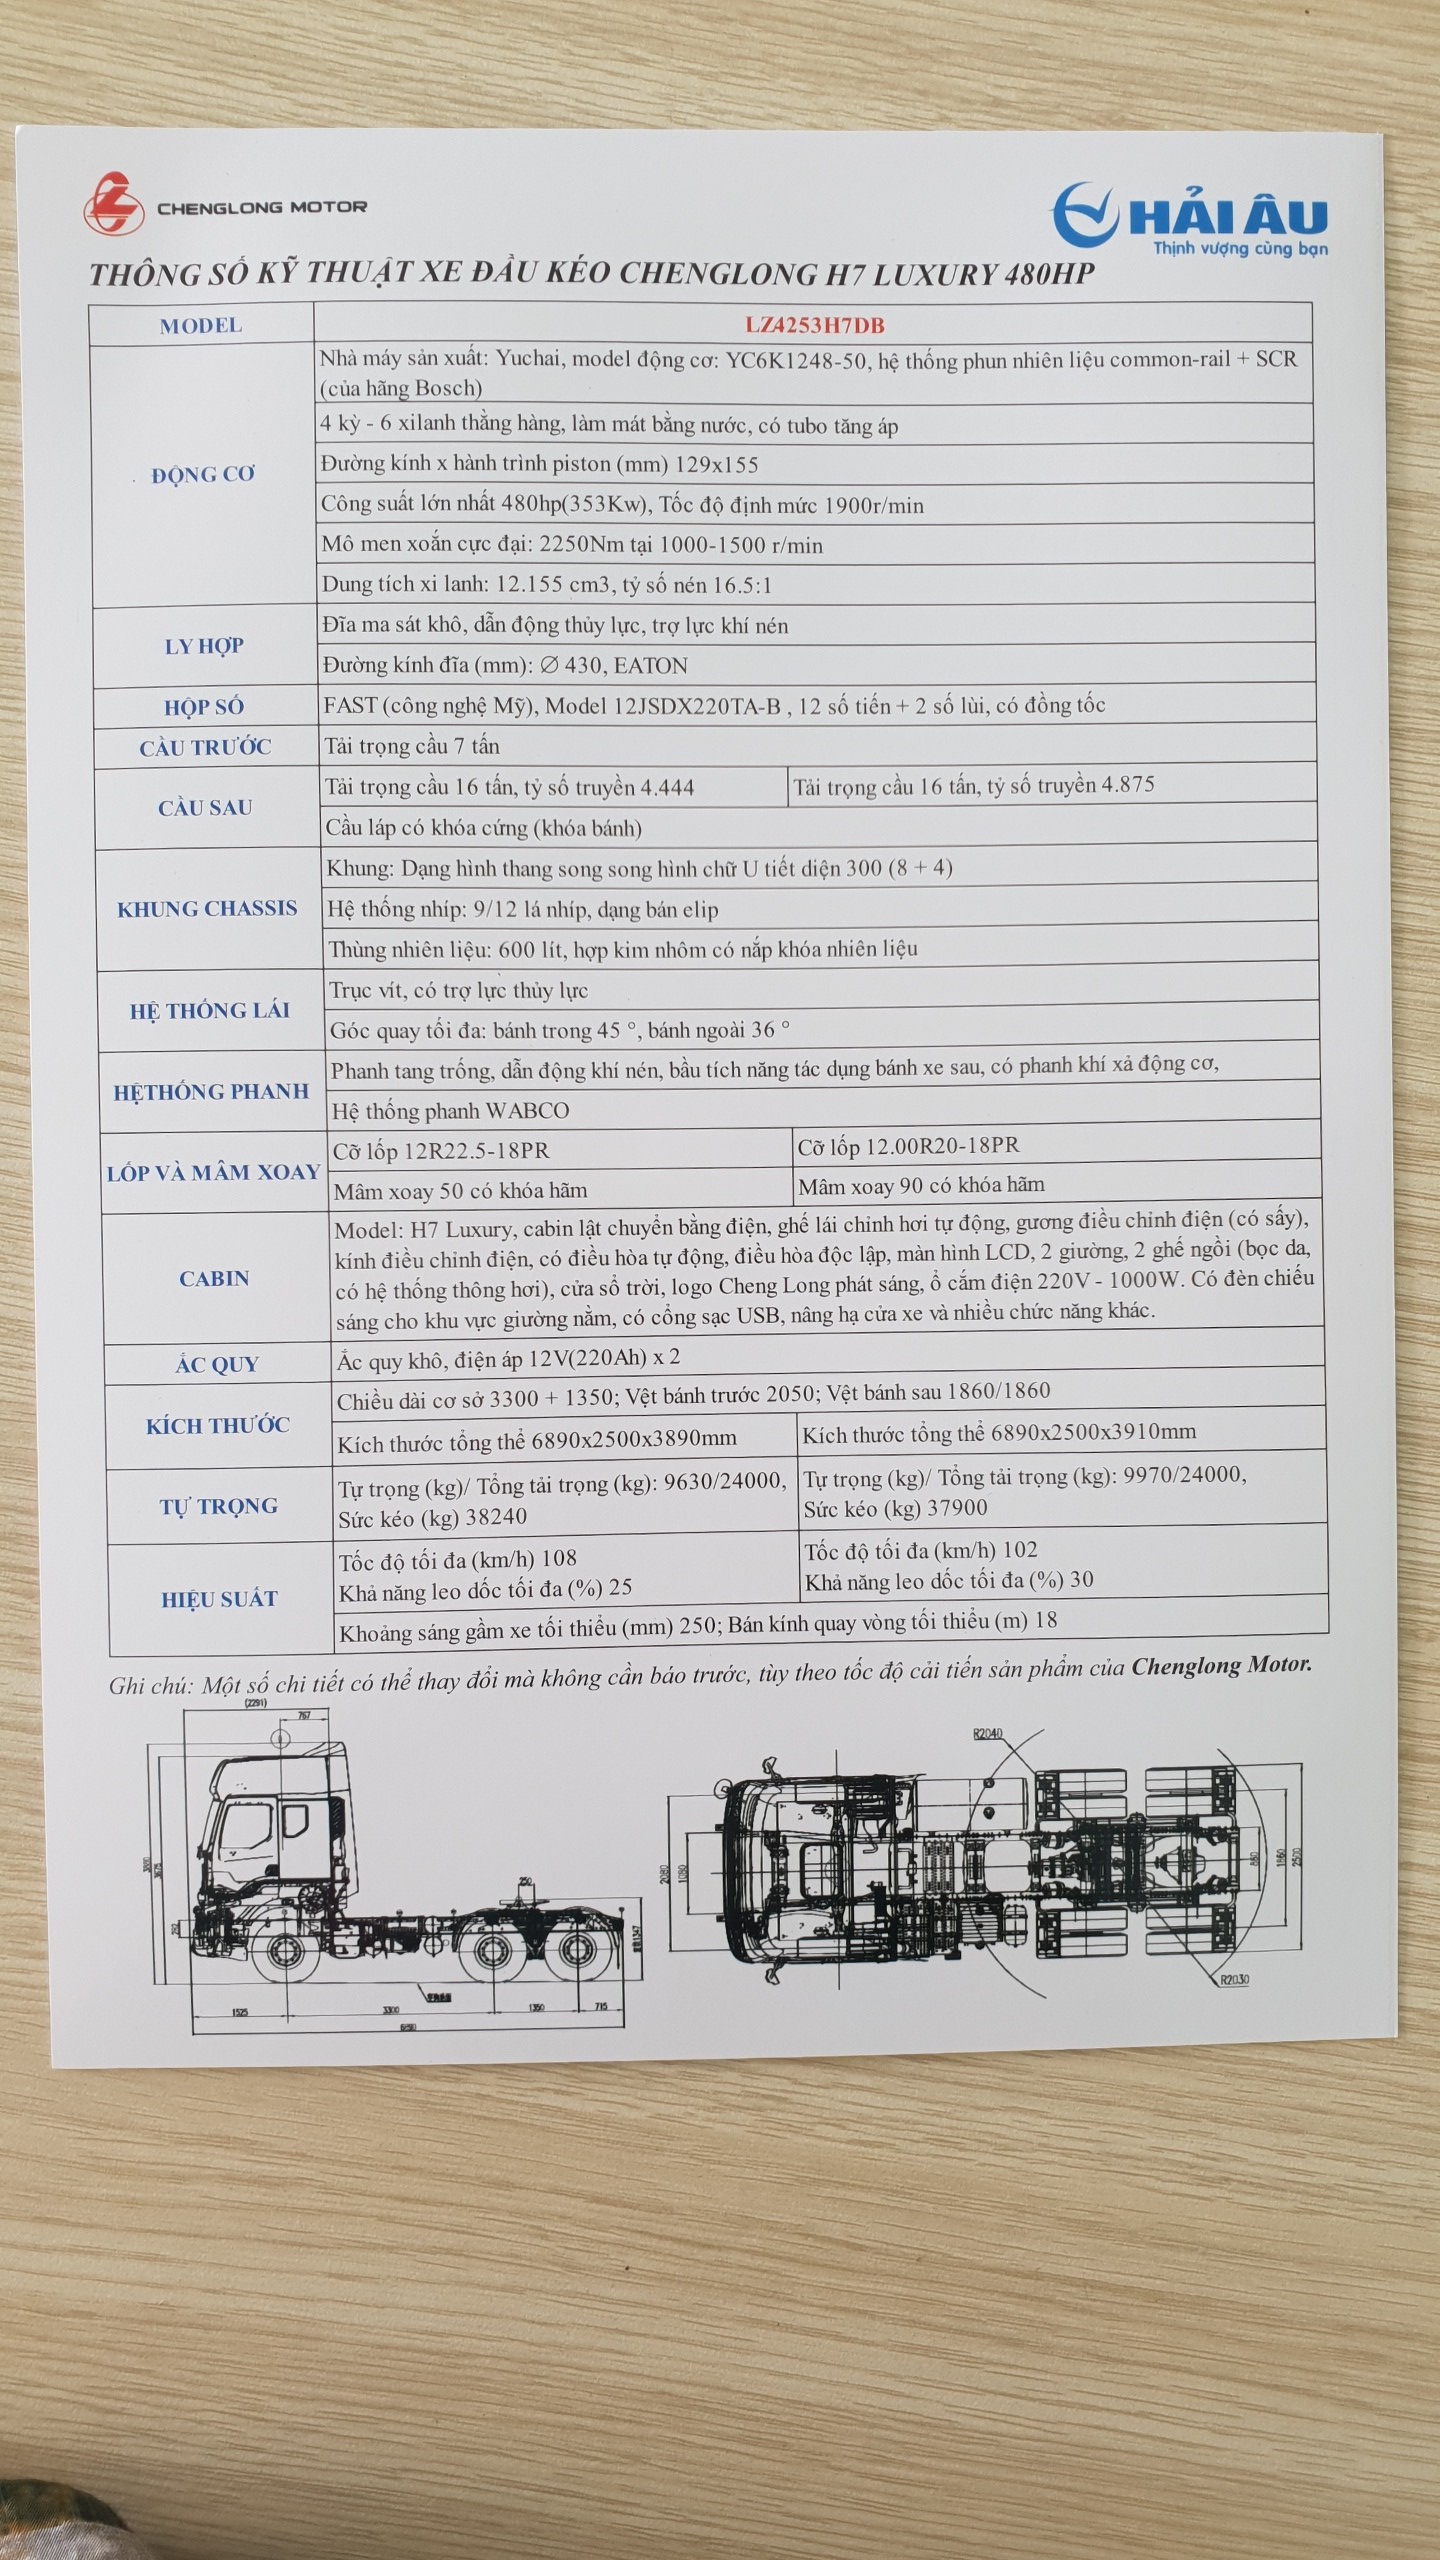 CHENGLONG MOTOR
HẢI ÂU
Thịnh vượng cùng bạn
THÔNG SỐ KỸ THUẬT XE ĐẦU KÉO CHENGLONG H7 LUXURY 480HP
MODEL
LZ4253H7DB
ĐỘNG CƠ
Nhà máy sản xuất: Yuchai, model động cơ: YC6K1248-50, hệ thống phun nhiên liệu common-rail + SCR
(của hãng Bosch)
4 kỳ - 6 xilanh thẳng hàng, làm mát bằng nước, có tubo tăng áp
Đường kính x hành trình piston (mm) 129x155
Công suất lớn nhất 480hp(353Kw), Tốc độ định mức 1900r/min
Mô men xoắn cực đại: 2250Nm tại 1000-1500 r/min
Dung tích xi lanh: 12.155 cm3, tỷ số nén 16.5:1
LY HỢP
Đĩa ma sát khô, dẫn động thủy lực, trợ lực khí nén
Đường kính đĩa (mm): ∅ 430, EATON
HỘP SỐ
FAST (công nghệ Mỹ), Model 12JSDX220TA-B , 12 số tiến + 2 số lùi, có đồng tốc
CẦU TRƯỚC
Tải trọng cầu 7 tấn
CẦU SAU
Tải trọng cầu 16 tấn, tỷ số truyền 4.444
Tải trọng cầu 16 tấn, tỷ số truyền 4.875
Cầu láp có khóa cứng (khóa bánh)
KHUNG CHASSIS
Khung: Dạng hình thang song song hình chữ U tiết diện 300 (8 + 4)
Hệ thống nhíp: 9/12 lá nhíp, dạng bán elip
Thùng nhiên liệu: 600 lít, hợp kim nhôm có nắp khóa nhiên liệu
HỆ THỐNG LÁI
Trục vít, có trợ lực thủy lực
Góc quay tối đa: bánh trong 45 °, bánh ngoài 36 °
HỆTHỐNG PHANH
Phanh tang trống, dẫn động khí nén, bầu tích năng tác dụng bánh xe sau, có phanh khí xả động cơ,
Hệ thống phanh WABCO
LỐP VÀ MÂM XOAY
Cỡ lốp 12R22.5-18PR
Cỡ lốp 12.00R20-18PR
Mâm xoay 50 có khóa hãm
Mâm xoay 90 có khóa hãm
CABIN
Model: H7 Luxury, cabin lật chuyển bằng điện, ghế lái chỉnh hơi tự động, gương điều chỉnh điện (có sấy),
kính điều chỉnh điện, có điều hòa tự động, điều hòa độc lập, màn hình LCD, 2 giường, 2 ghế ngồi (bọc da,
có hệ thống thông hơi), cửa sổ trời, logo Cheng Long phát sáng, ổ cắm điện 220V - 1000W. Có đèn chiếu
sáng cho khu vực giường nằm, có cổng sạc USB, nâng hạ cửa xe và nhiều chức năng khác.
ẮC QUY
Ắc quy khô, điện áp 12V(220Ah) x 2
KÍCH THƯỚC
Chiều dài cơ sở 3300 + 1350; Vệt bánh trước 2050; Vệt bánh sau 1860/1860
Kích thước tổng thể 6890x2500x3890mm
Kích thước tổng thể 6890x2500x3910mm
TỰ TRỌNG
Tự trọng (kg)/ Tổng tải trọng (kg): 9630/24000,
Sức kéo (kg) 38240
Tự trọng (kg)/ Tổng tải trọng (kg): 9970/24000,
Sức kéo (kg) 37900
HIỆU SUẤT
Tốc độ tối đa (km/h) 108
Khả năng leo dốc tối đa (%) 25
Tốc độ tối đa (km/h) 102
Khả năng leo dốc tối đa (%) 30
Khoảng sáng gầm xe tối thiểu (mm) 250; Bán kính quay vòng tối thiểu (m) 18
Ghi chú: Một số chi tiết có thể thay đổi mà không cần báo trước, tùy theo tốc độ cải tiến sản phẩm của Chenglong Motor.
(2291)
767
250
1525
3300
1350
715
R2040
2080
1080
1860
2500
R2030